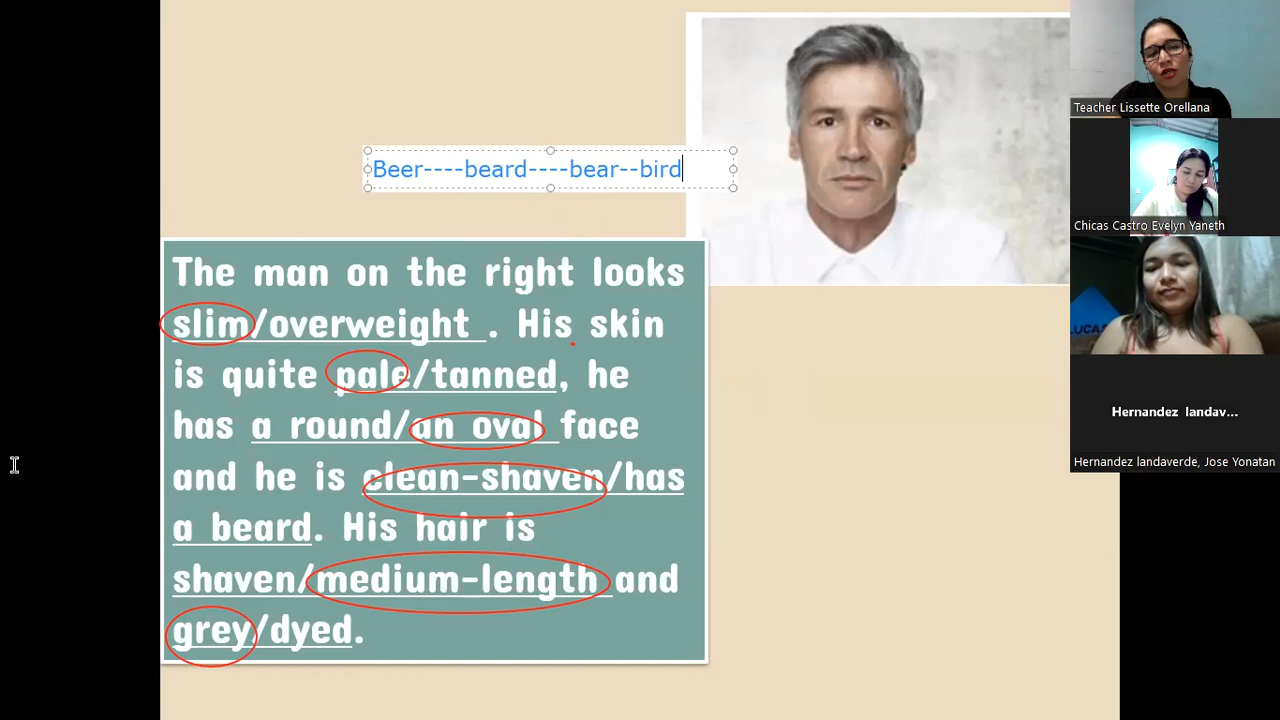 Beer----beard----bear--bird
The man on the right looks
slim/overweight . His skin
is quite pale/tanned, he
has a round/an oval face
and he is clean-shaven/has
a beard. His hair is
shaven/medium-length and
grey/dyed.
Teacher Lissette Orellana
Chicas Castro Evelyn Yaneth
LUCAS
Hernandez landav...
Hernandez landaverde, Jose Yonatan